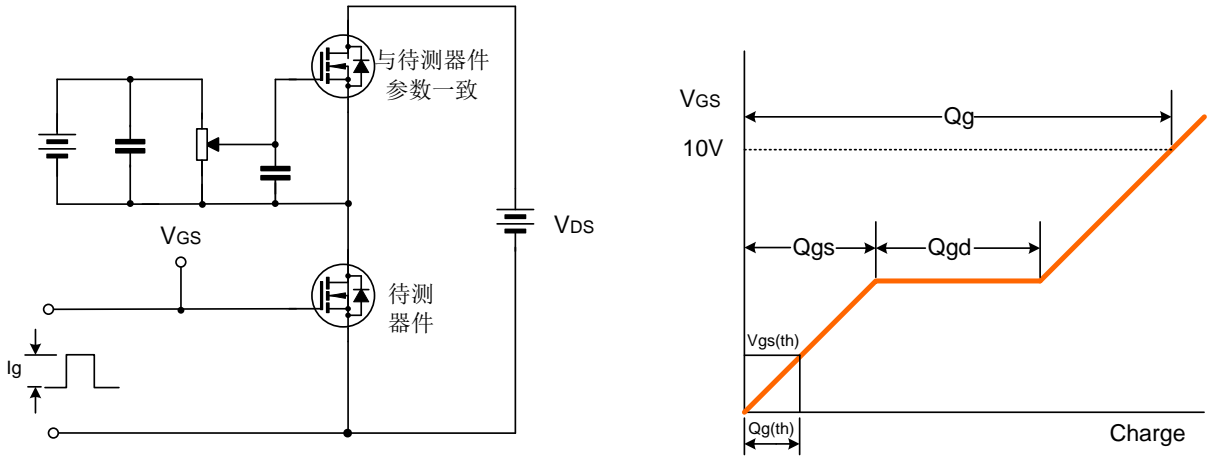 与待测器件
参数一致
VGS
VDS
待测
器件
Ig
VGS
Qg
10V
Qgs
Qgd
Vgs(th)
Qg(th)
Charge